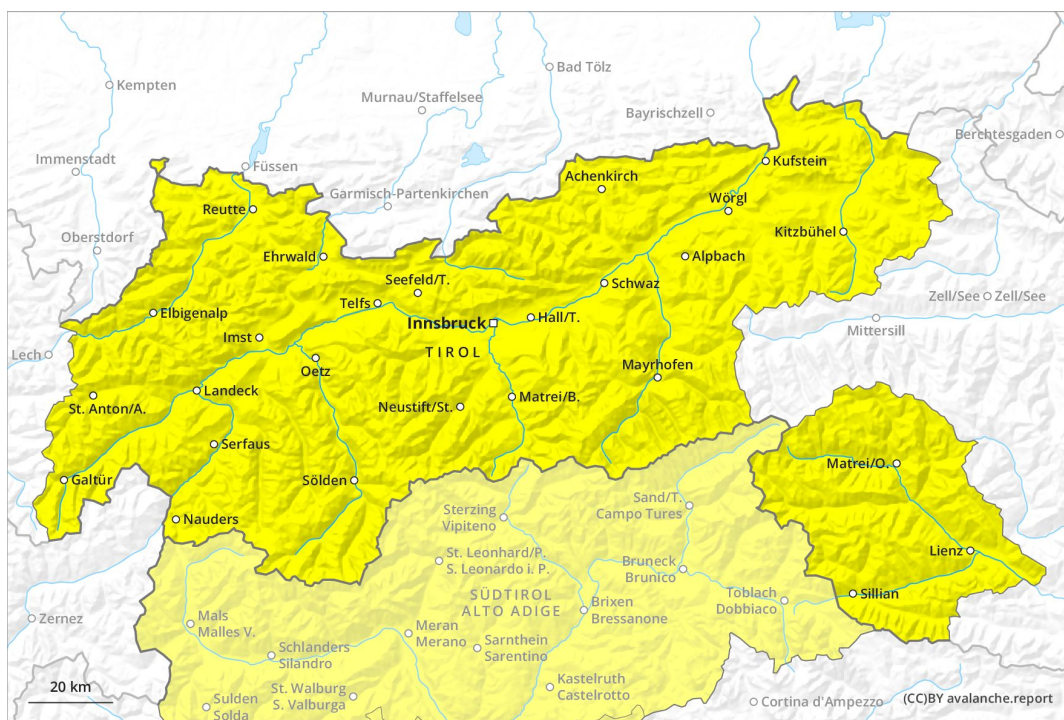 Kempten
Bad Tölz
Murnau/Staffelsee
Bayrischzell
Berchtesgaden
Immenstadt
Füssen
Kufstein
Achenkirch
Garmisch-Partenkirchen
Wörgl
Reutte
Kitzbühel
Oberstdorf
Ehrwald
Alpbach
Seefeld/T.
Schwaz
Zell/See
Zell/See
Telfs
Elbigenalp
Innsbruck
Hall/T.
Mittersill
Imst
Lech
TIROL
Oetz
Mayrhofen
Landeck
St. Anton/A.
Neustift/St.
Matrei/B.
Serfaus
Matrei/O.
Galtür
Sölden
Sand/T.
Campo Tures
Sterzing
Vipiteno
Nauders
Lienz
St. Leonhard/P.
S. Leonardo i. P.
Bruneck
Brunico
SÜDTIROL
ALTO ADIGE
Toblach
Dobbiaco
Sillian
Brixen
Bressanone
Zernez
Mals
Malles V.
Meran
Merano
Sarnthein
Sarentino
Schlanders
Silandro
Kastelruth
Castelrotto
St. Walburg
S. Valburga
Sulden
Solda
20 km
Cortina d'Ampezzo
(CC)BY avalanche.report